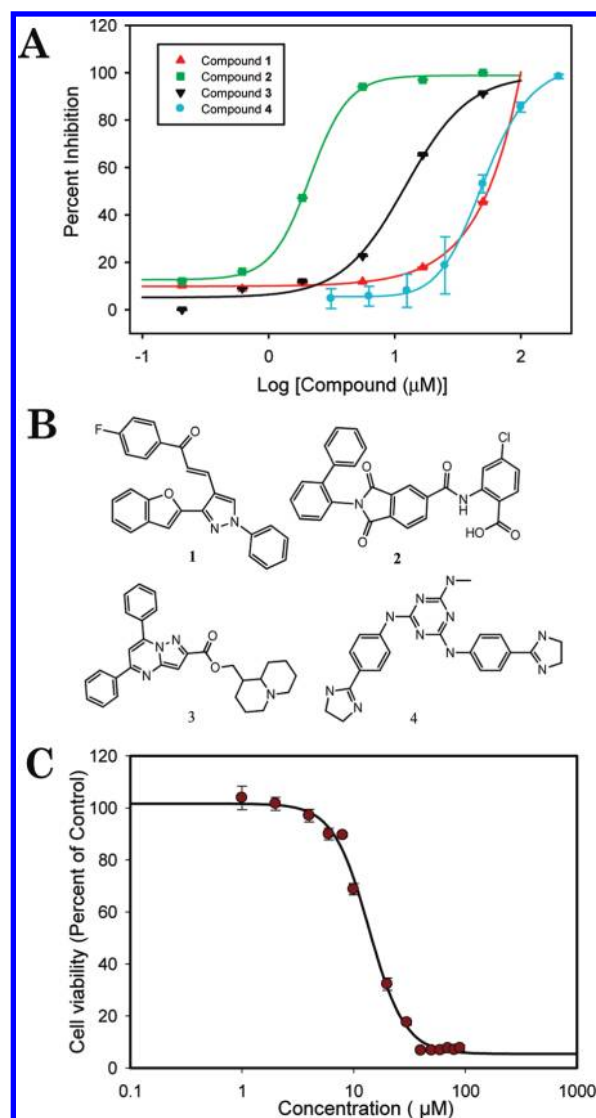 A
Percent Inhibition
120
100
80
60
40
20
0
-1
0
1
2
Log [Compound (μM)]
Compound 1
Compound 2
Compound 3
Compound 4
B
F
O
O
N
N
1
O
N
O
O
N
H
Cl
HO
O
2
N
N
N
O
O
N
3
N
N
N
N
N
N
N
N
N
N
4
C
Cell viability (Percent of Control)
120
100
80
60
40
20
0
0.1
1
10
100
1000
Concentration ( μM)